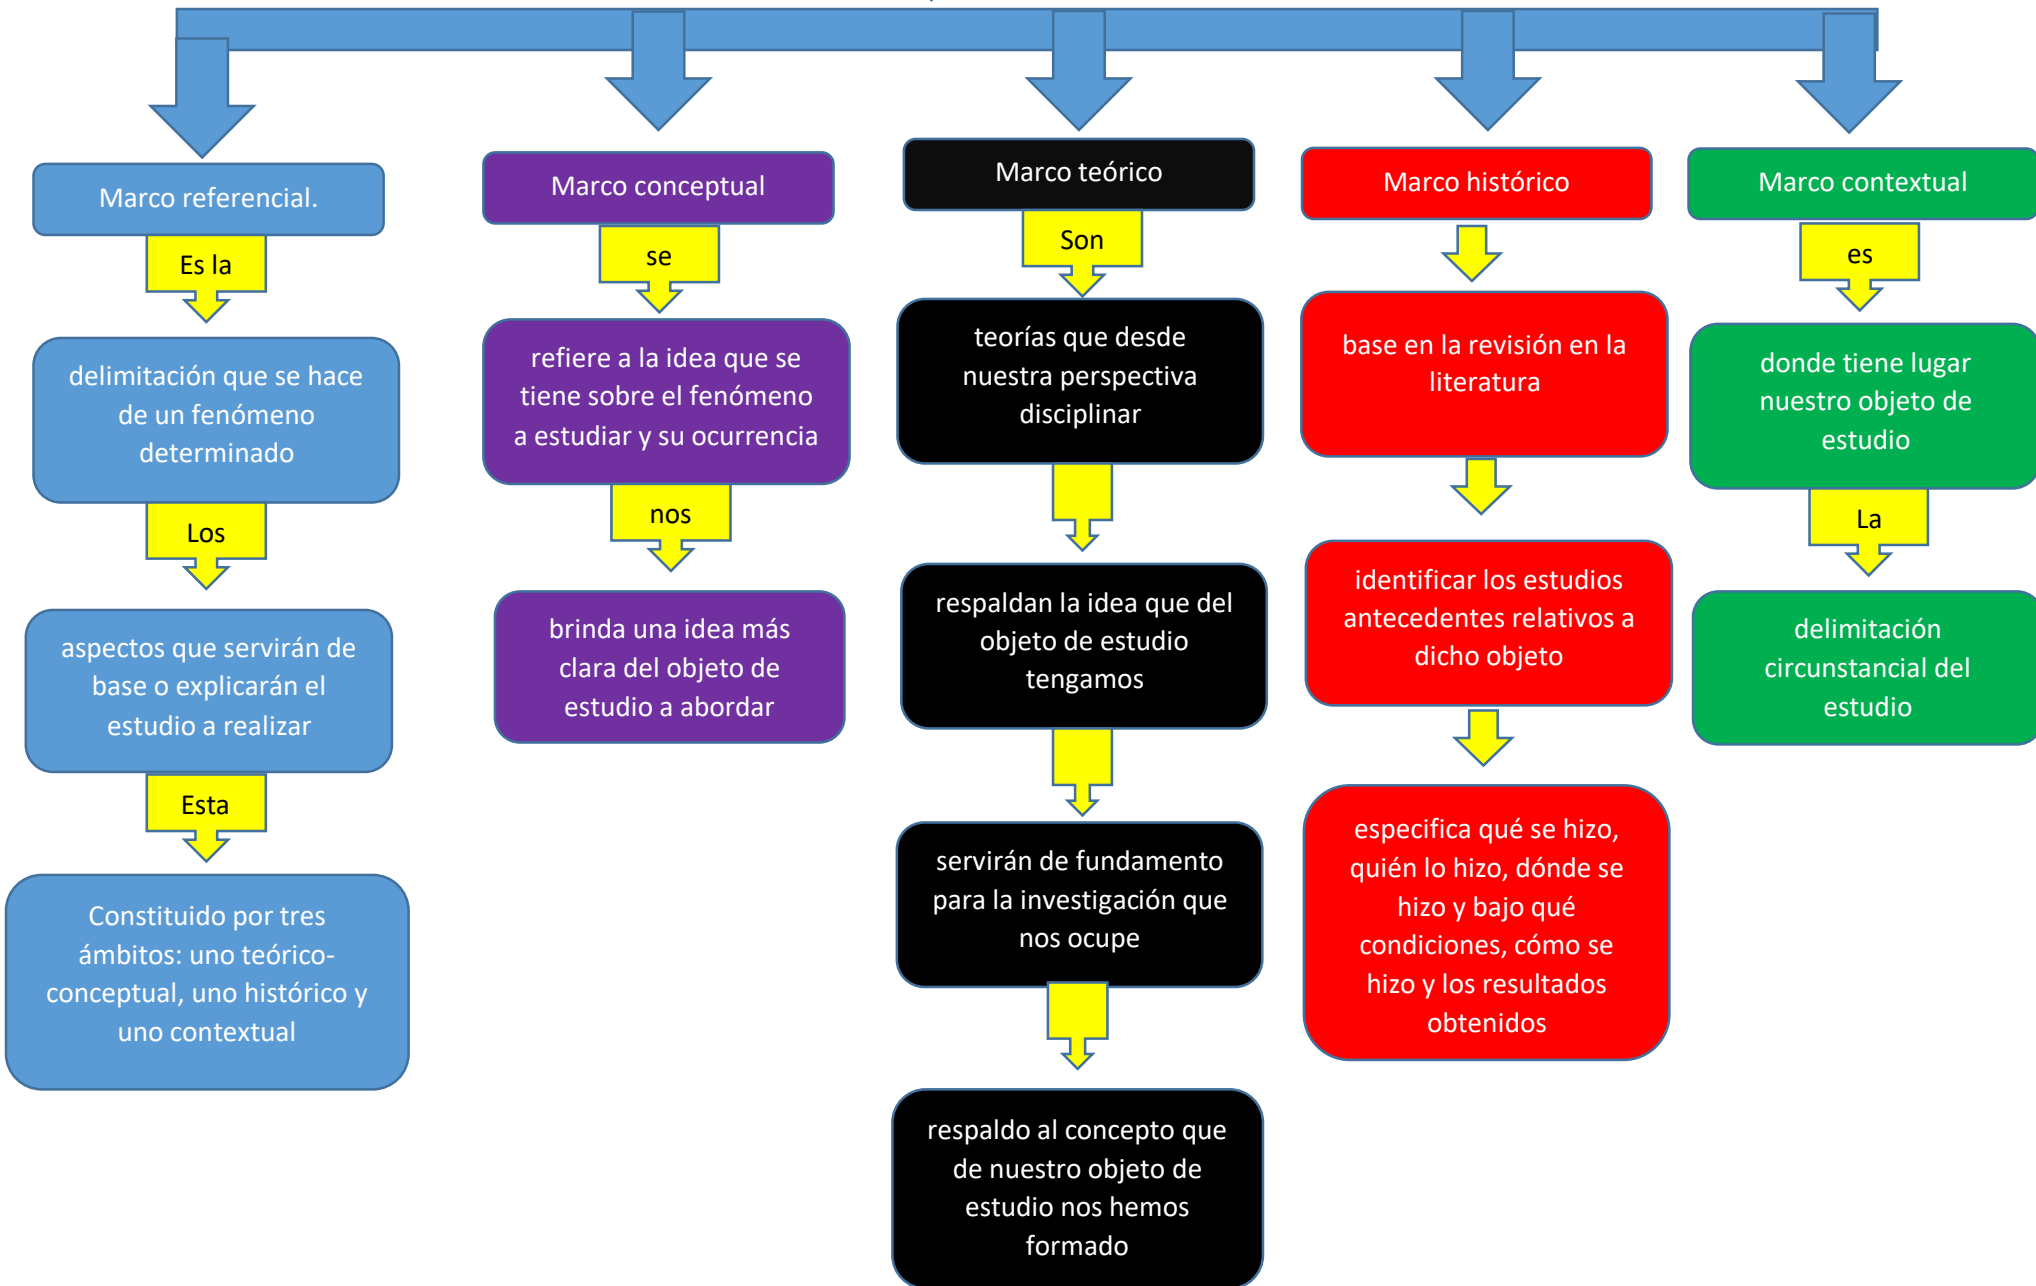 Marco referencial.
Es la
delimitación que se hace
de un fenómeno
determinado
Los
aspectos que servirán de
base o explicarán el
estudio a realizar
Esta
Constituido por tres
ámbitos: uno teórico-
conceptual, uno histórico y
uno contextual
Marco conceptual
se
refiere a la idea que se
tiene sobre el fenómeno
a estudiar y su ocurrencia
nos
brinda una idea más
clara del objeto de
estudio a abordar
Marco teórico
Son
teorías que desde
nuestra perspectiva
disciplinar
respaldan la idea que del
objeto de estudio
tengamos
servirán de fundamento
para la investigación que
nos ocupe
respaldo al concepto que
de nuestro objeto de
estudio nos hemos
formado
Marco histórico
base en la revisión en la
literatura
identificar los estudios
antecedentes relativos a
dicho objeto
especifica qué se hizo,
quién lo hizo, dónde se
hizo y bajo qué
condiciones, cómo se
hizo y los resultados
obtenidos
Marco contextual
es
donde tiene lugar
nuestro objeto de
estudio
La
delimitación
circunstancial del
estudio